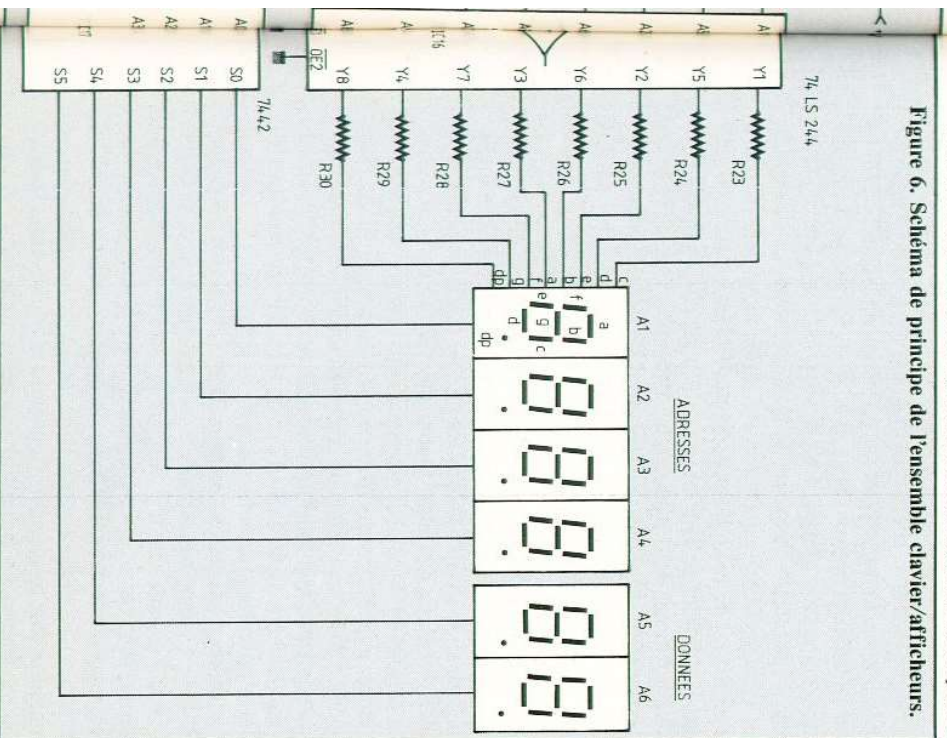 Figure 6. Schéma de principe de l'ensemble clavier/afficheurs.
74 LS 244
Y1
Y5
Y2
Y6
Y3
Y7
Y4
Y8
OE2
IC16
R23
R24
R25
R26
R27
R28
R29
R30
c
d
e
b
a
f
g
dp
a
f
b
g
e
c
d
dp
A1
A2
A3
A4
A5
A6
ADRESSES
DONNEES
7442
A0
A1
A2
A3
S0
S1
S2
S3
S4
S5